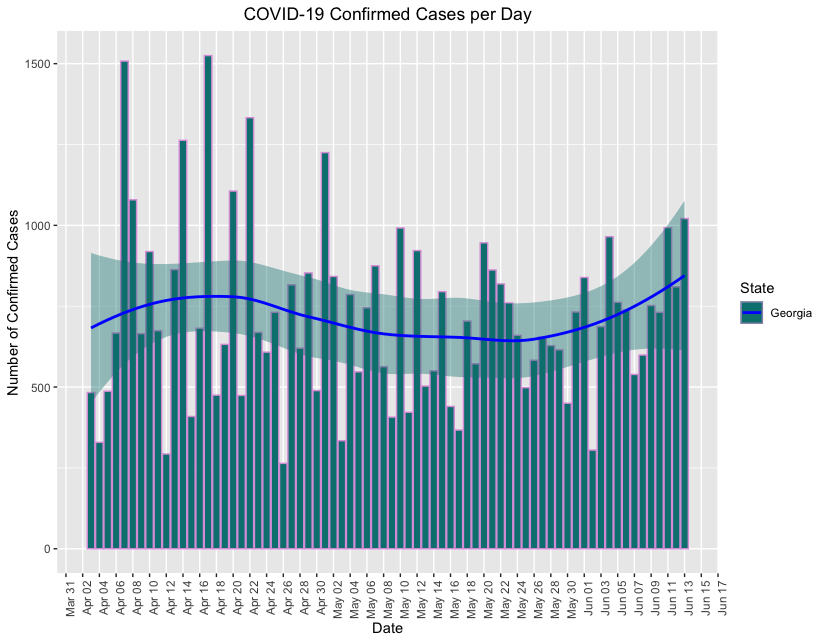 COVID-19 Confirmed Cases per Day
Number of Confirmed Cases
1500
1000
500
0
Mar 31
Apr 02
Apr 04
Apr 06
Apr 08
Apr 10
Apr 12
Apr 14
Apr 16
Apr 18
Apr 20
Apr 22
Apr 24
Apr 26
Apr 28
Apr 30
May 02
May 04
May 06
May 08
May 10
May 12
May 14
May 16
May 18
May 20
May 22
May 24
May 26
May 28
May 30
Jun 01
Jun 03
Jun 05
Jun 07
Jun 09
Jun 11
Jun 13
Jun 15
Jun 17
Date
State
Georgia